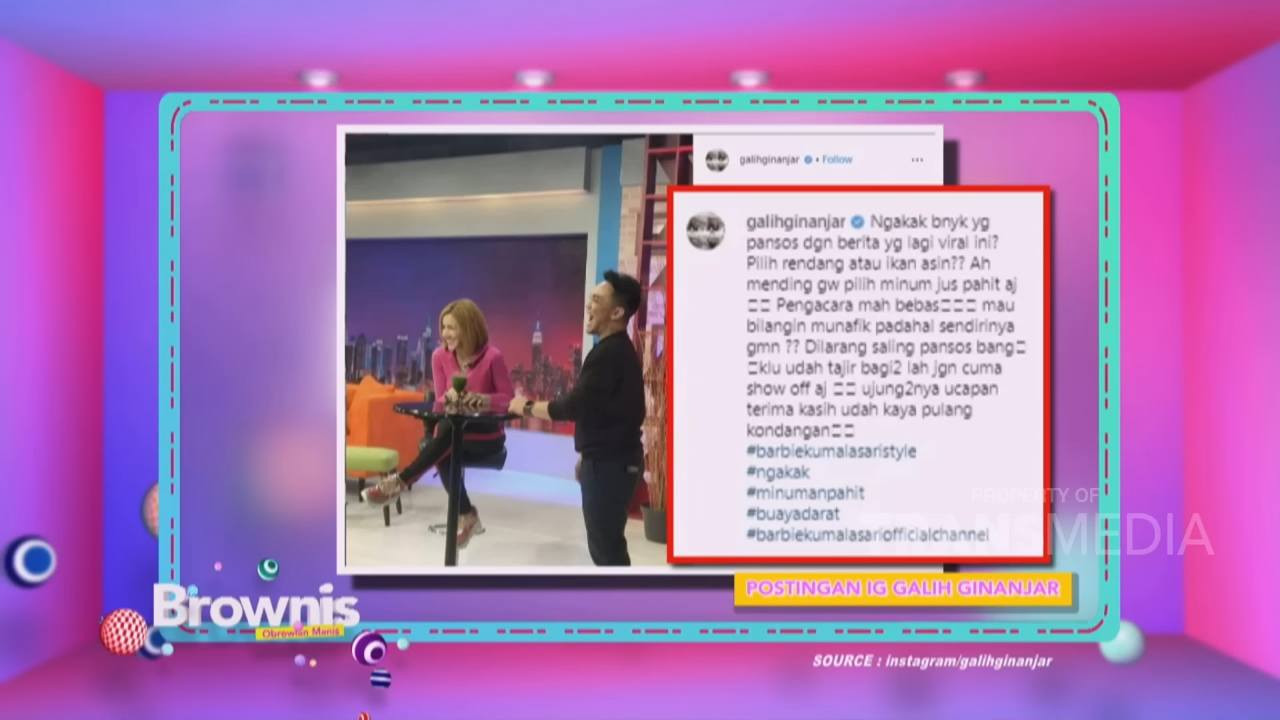 galihginanjar • Follow
galihginanjar Ngakak bnyk yg
pansos dgn berita yg lagi viral ini?
Pilih rendang atau ikan asin?? Ah
mending gw pilih minum jus pahit aj
Pengacara mah bebas mau
bilangin munafik padahal sendirinya
gmn ?? Dilarang saling pansos bang
klu udah tajir bagi2 lah jgn cuma
show off aj ujung2nya ucapan
terima kasih udah kaya pulang
kondangan
#barbiekumalasaristyle
#ngakak
#minumanpahit
#buayadarat
#barbiekumalasariofficialchannel
PROPERTY OF
TRANSMEDIA
POSTINGAN IG GALIH GINANJAR
Brownis
Obrowlan Manis
SOURCE : instagram/galihginanjar